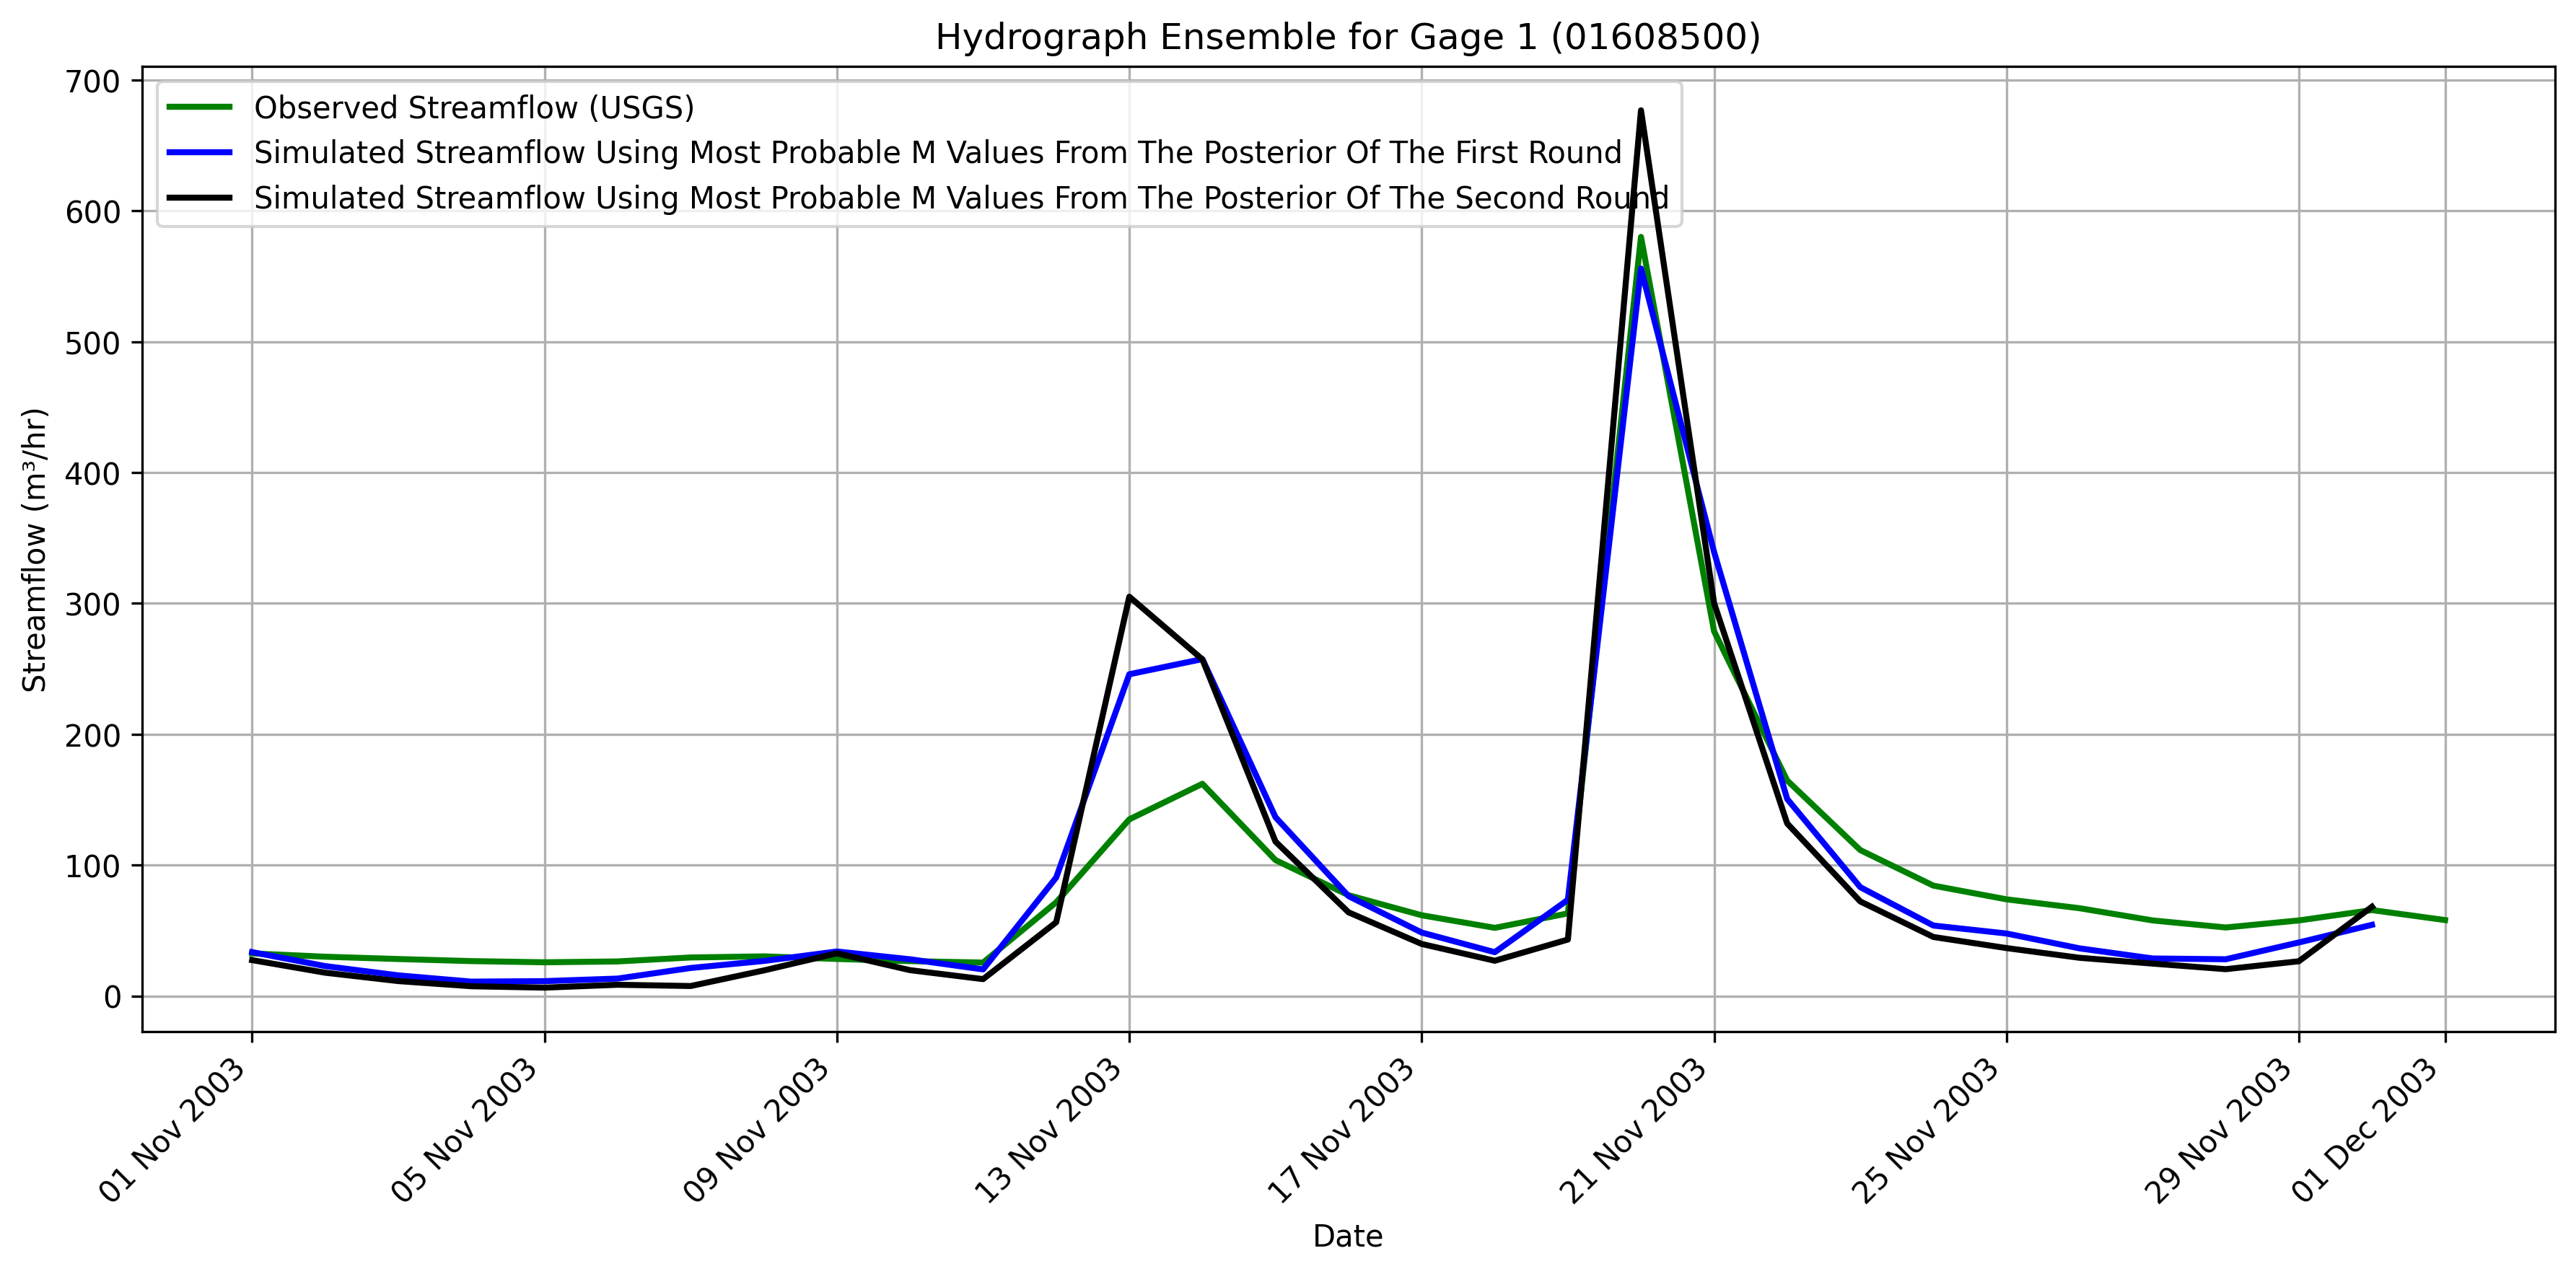 Hydrograph Ensemble for Gage 1 (01608500)
Observed Streamflow (USGS)
Simulated Streamflow Using Most Probable M Values From The Posterior Of The First Round
Simulated Streamflow Using Most Probable M Values From The Posterior Of The Second Round
Streamflow (m³/hr)
700
600
500
400
300
200
100
0
01 Nov 2003
05 Nov 2003
09 Nov 2003
13 Nov 2003
17 Nov 2003
21 Nov 2003
25 Nov 2003
29 Nov 2003
01 Dec 2003
Date